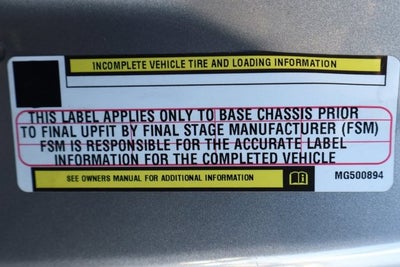 INCOMPLETE VEHICLE TIRE AND LOADING INFORMATION
THIS LABEL APPLIES ONLY TO BASE CHASSIS PRIOR
TO FINAL UPFIT BY FINAL STAGE MANUFACTURER (FSM)
FSM IS RESPONSIBLE FOR THE ACCURATE LABEL
INFORMATION FOR THE COMPLETED VEHICLE
SEE OWNERS MANUAL FOR ADDITIONAL INFORMATION
MG500894